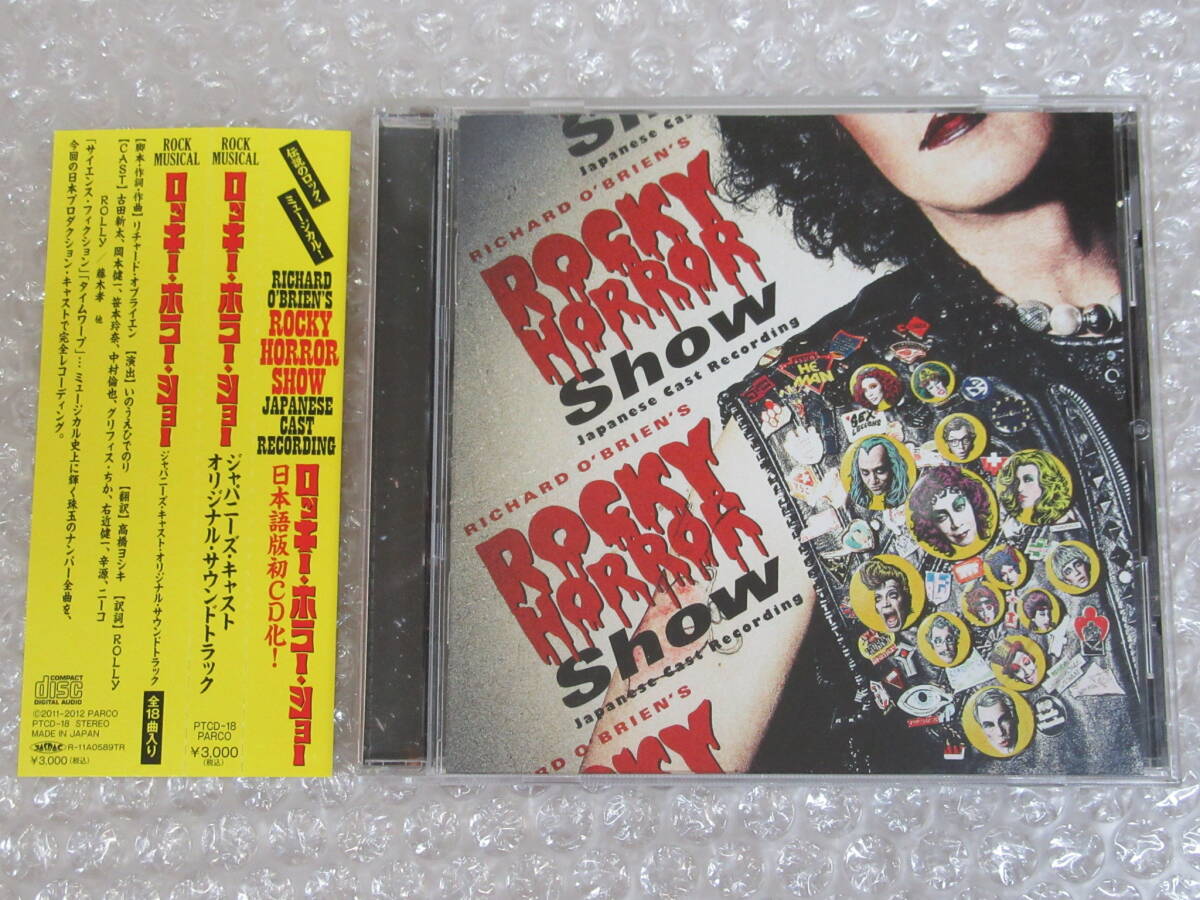 伝説のロック・
ミュージカル!
RICHARD
O'BRIEN'S
ROCKY
HORROR
SHOW
JAPANESE
CAST
RECORDING
ロッキー・ホラー・ショー
日本語版初CD化!
ROCK
MUSICAL
ロッキー・ホラー・ショー
ジャパニーズ・キャスト
オリジナル・サウンドトラック
PTCD-18
PARCO
¥3,000
(税込)
ROCK
MUSICAL
ロッキー・ホラー・ショー
ジャパニーズ・キャスト・オリジナル・サウンドトラック
全18曲入り
【脚本・作詞・作曲】リチャード・オブライエン 【演出】いのうえひでのり 【翻訳】高橋ヨシキ 【訳詞】ROLLY
【CAST】古田新太、岡本健一、笹本玲奈、中村倫也、グリフィス・ちか、右近健一、辛源、ニーコ
ROLLY/藤木孝 他
「サイエンス・フィクション」「タイムワープ」…ミュージカル史上に輝く珠玉のナンバー全曲を、
今回の日本プロダクション・キャストで完全レコーディング。
COMPACT
disc
DIGITAL AUDIO
©2011-2012 PARCO
PTCD-18 STEREO
MADE IN JAPAN
JASRAC R-11A0589TR
¥3,000(税込)
Show
Japanese Cast
RICHARD O'BRIEN'S
ROCKY
HORROR
Show
Japanese Cast Recording
RICHARD O'BRIEN'S
ROCKY
HORROR
Show
Japanese Cast Recording
RICHARD O'BRIEN'S
ROCKY
HE
MAN
SEX